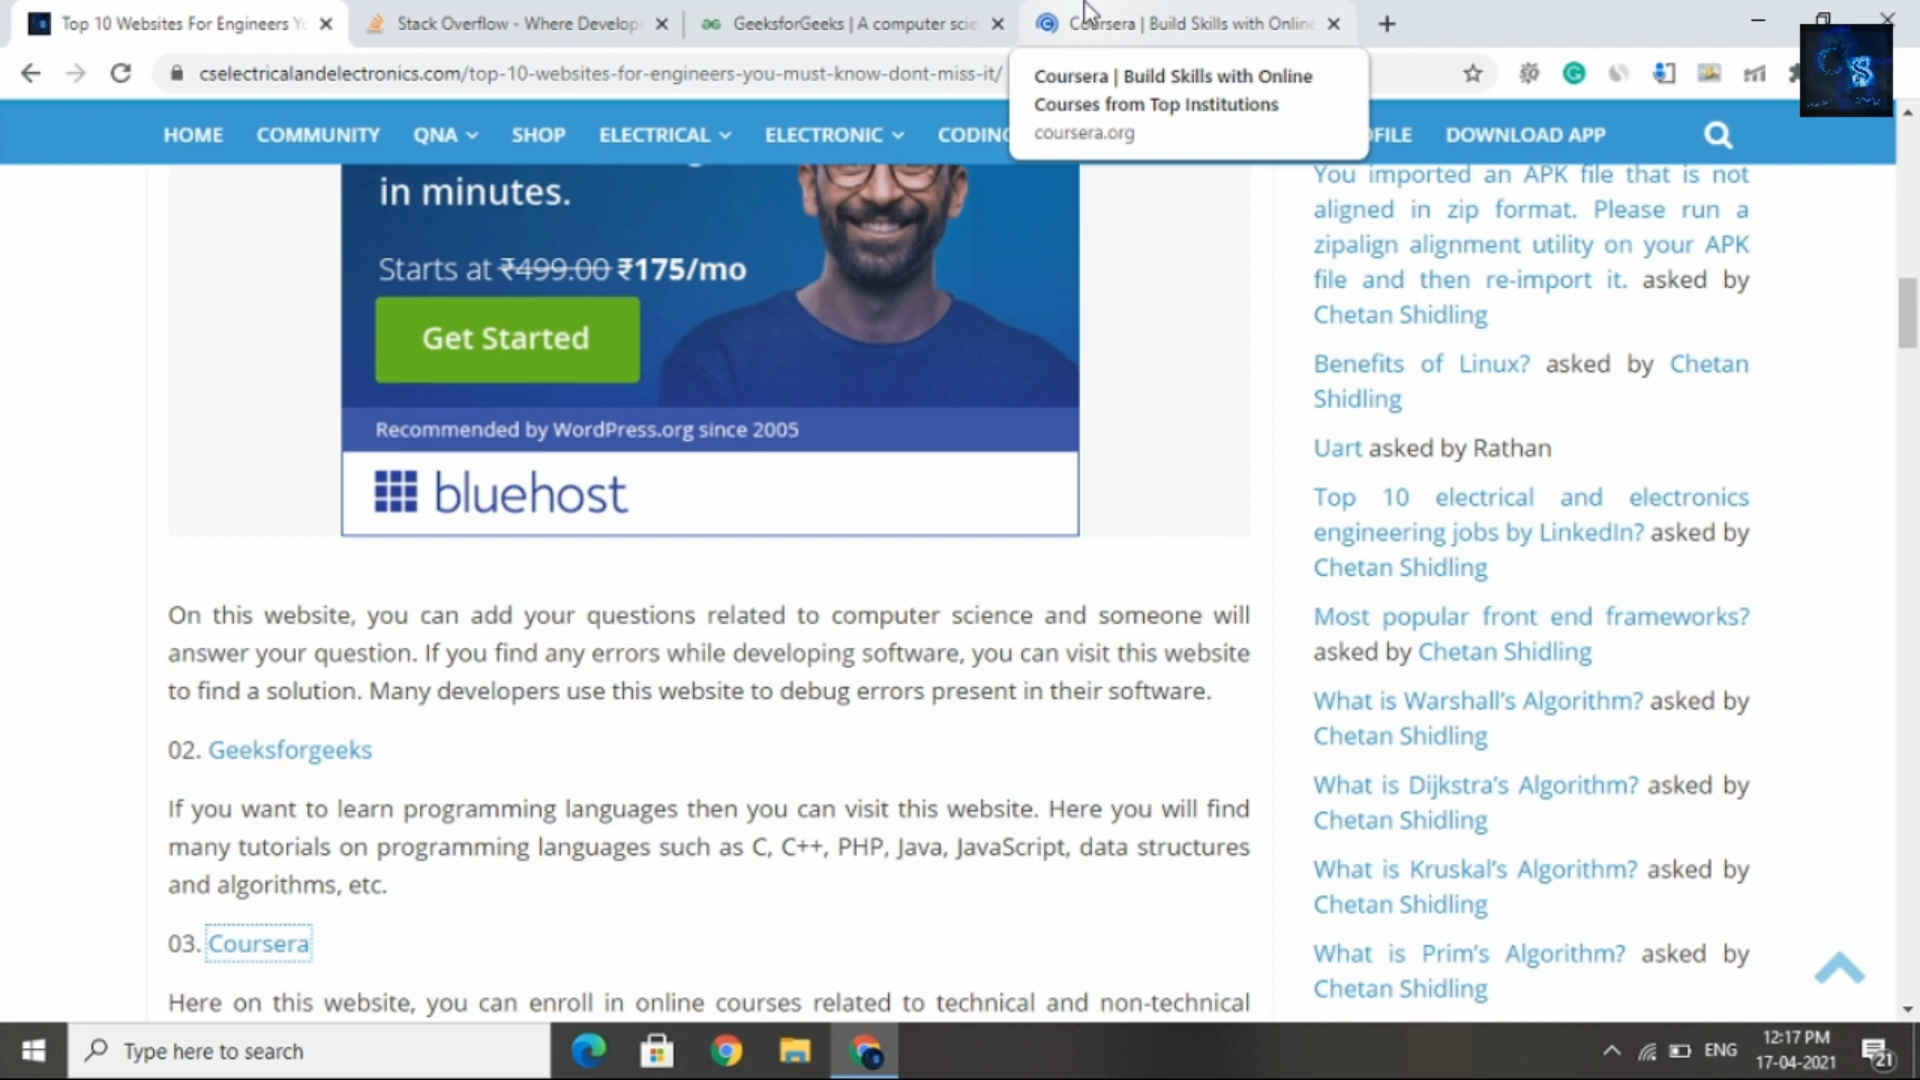 Top 10 Websites For Engineers Yo
Stack Overflow - Where Develop
GeeksforGeeks | A computer scie
Coursera | Build Skills with Online
cselectricalandelectronics.com/top-10-websites-for-engineers-you-must-know-dont-miss-it/
Coursera | Build Skills with Online
Courses from Top Institutions
coursera.org
HOME COMMUNITY QNA SHOP ELECTRICAL ELECTRONIC CODING OFILE DOWNLOAD APP
in minutes.
Starts at ₹499.00 ₹175/mo
Get Started
Recommended by WordPress.org since 2005
bluehost
On this website, you can add your questions related to computer science and someone will
answer your question. If you find any errors while developing software, you can visit this website
to find a solution. Many developers use this website to debug errors present in their software.
02. Geeksforgeeks
If you want to learn programming languages then you can visit this website. Here you will find
many tutorials on programming languages such as C, C++, PHP, Java, JavaScript, data structures
and algorithms, etc.
03. Coursera
Here on this website, you can enroll in online courses related to technical and non-technical
You imported an APK file that is not
aligned in zip format. Please run a
zipalign alignment utility on your APK
file and then re-import it. asked by
Chetan Shidling
Benefits of Linux? asked by Chetan
Shidling
Uart asked by Rathan
Top 10 electrical and electronics
engineering jobs by LinkedIn? asked by
Chetan Shidling
Most popular front end frameworks?
asked by Chetan Shidling
What is Warshall's Algorithm? asked by
Chetan Shidling
What is Dijkstra's Algorithm? asked by
Chetan Shidling
What is Kruskal's Algorithm? asked by
Chetan Shidling
What is Prim's Algorithm? asked by
Chetan Shidling
Type here to search
ENG
12:17 PM
17-04-2021
21